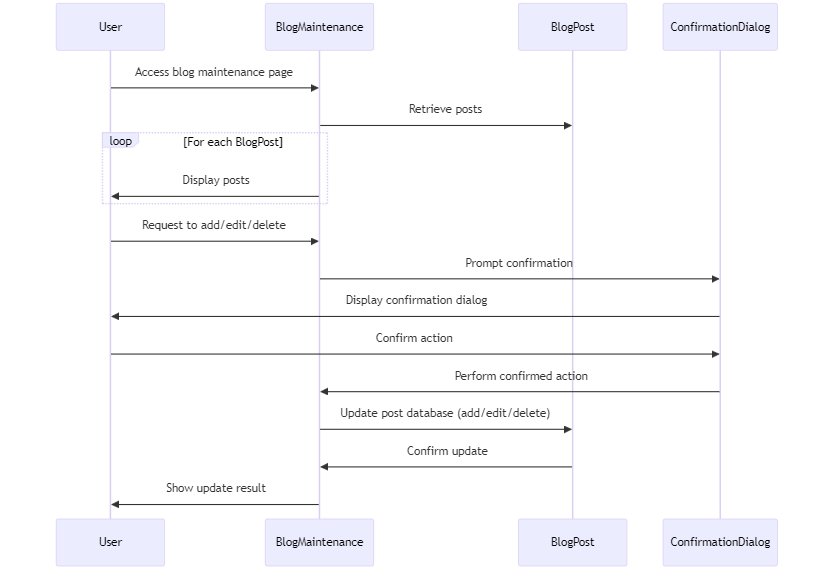 User
BlogMaintenance
BlogPost
ConfirmationDialog
Access blog maintenance page
Retrieve posts
loop
[For each BlogPost]
Display posts
Request to add/edit/delete
Prompt confirmation
Display confirmation dialog
Confirm action
Perform confirmed action
Update post database (add/edit/delete)
Confirm update
Show update result
User
BlogMaintenance
BlogPost
ConfirmationDialog